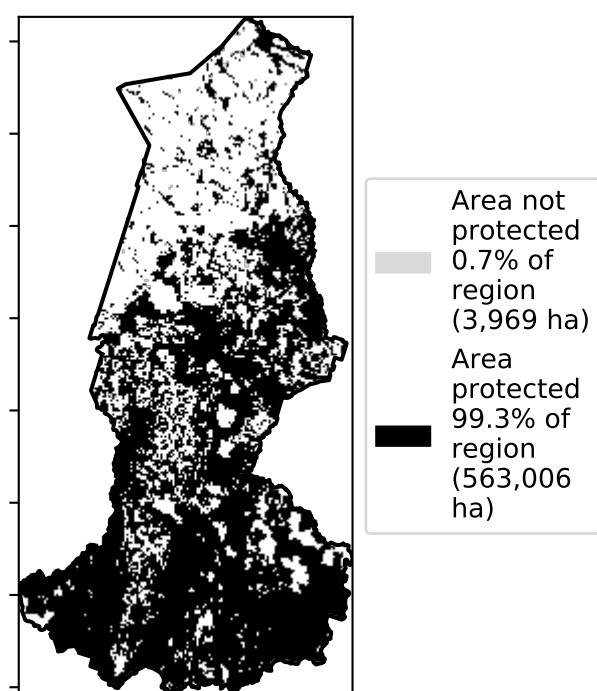 Area not
protected
0.7% of
region
(3,969 ha)
Area
protected
99.3% of
region
(563,006
ha)